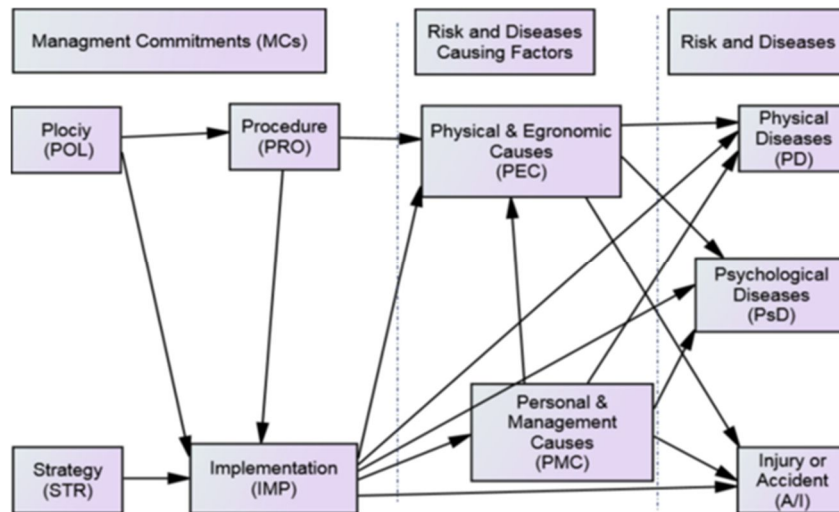 Managment Commitments (MCs)
Risk and Diseases
Causing Factors
Risk and Diseases
Plociy
(POL)
Procedure
(PRO)
Physical & Egronomic
Causes
(PEC)
Physical
Diseases
(PD)
Psychological
Diseases
(PsD)
Strategy
(STR)
Implementation
(IMP)
Personal &
Management
Causes
(PMC)
Injury or
Accident
(A/I)